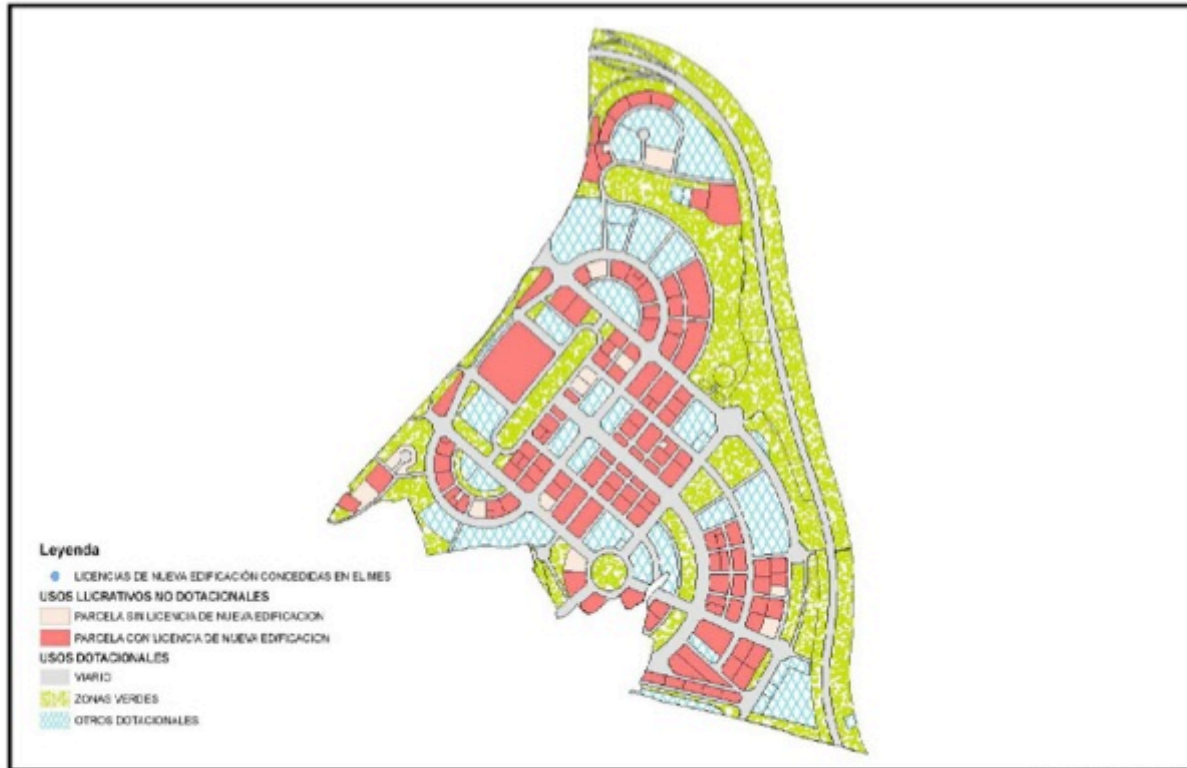 Leyenda
LICENCIAS DE NUEVA EDIFICACIÓN CONCEDIDAS EN EL MES
USOS LUCRATIVOS NO DOTACIONALES
PARCELA SIN LICENCIA DE NUEVA EDIFICACION
PARCELA CON LICENCIA DE NUEVA EDIFICACION
USOS DOTACIONALES
VIARIO
ZONAS VERDES
OTROS DOTACIONALES